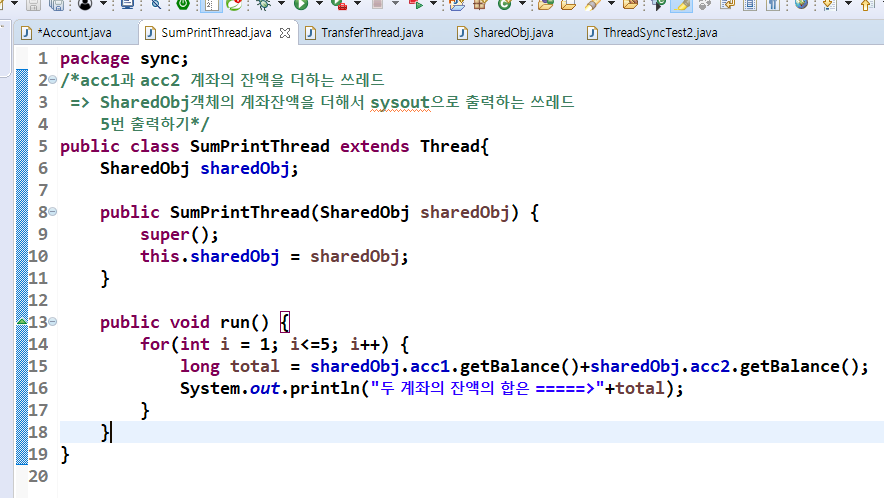 *Account.java
SumPrintThread.java
TransferThread.java
SharedObj.java
ThreadSyncTest2.java
1 package sync;
2 /*acc1과 acc2 계좌의 잔액을 더하는 쓰레드
3 => SharedObj객체의 계좌잔액을 더해서 sysout으로 출력하는 쓰레드
4 5번 출력하기*/
5 public class SumPrintThread extends Thread{
6 SharedObj sharedObj;
7
8 public SumPrintThread(SharedObj sharedObj) {
9 super();
10 this.sharedObj = sharedObj;
11 }
12
13 public void run() {
14 for(int i = 1; i<=5; i++) {
15 long total = sharedObj.acc1.getBalance()+sharedObj.acc2.getBalance();
16 System.out.println("두 계좌의 잔액의 합은 =====>"+total);
17 }
18 }
19 }
20